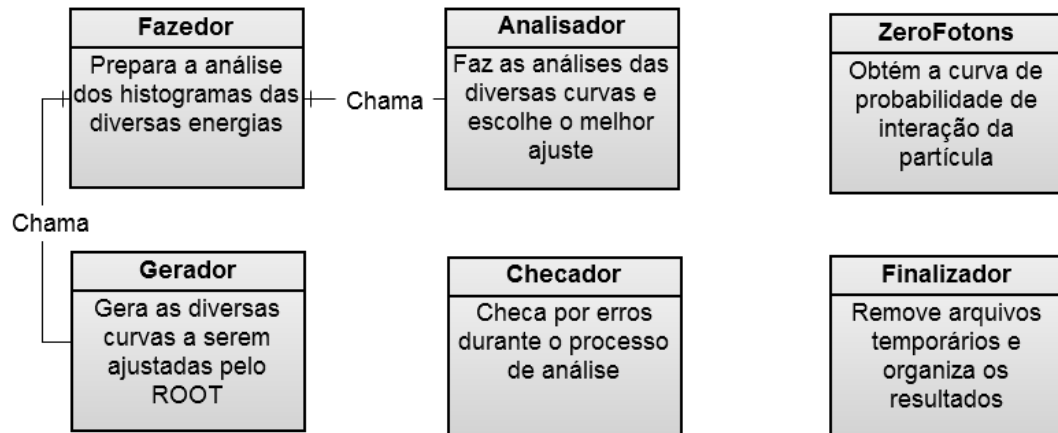 Fazedor
Prepara a análise
dos histogramas das
diversas energias
Chama
Analisador
Faz as análises das
diversas curvas e
escolhe o melhor
ajuste
ZeroFotons
Obtém a curva de
probabilidade de
interação da
partícula
Chama
Gerador
Gera as diversas
curvas a serem
ajustadas pelo
ROOT
Checador
Checa por erros
durante o processo
de análise
Finalizador
Remove arquivos
temporários e
organiza os
resultados